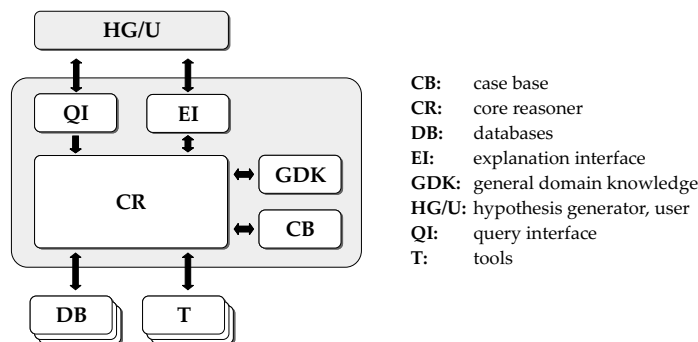 HG/U
QI
EI
CR
GDK
CB
DB
T
CB: case base
CR: core reasoner
DB: databases
EI: explanation interface
GDK: general domain knowledge
HG/U: hypothesis generator, user
QI: query interface
T: tools